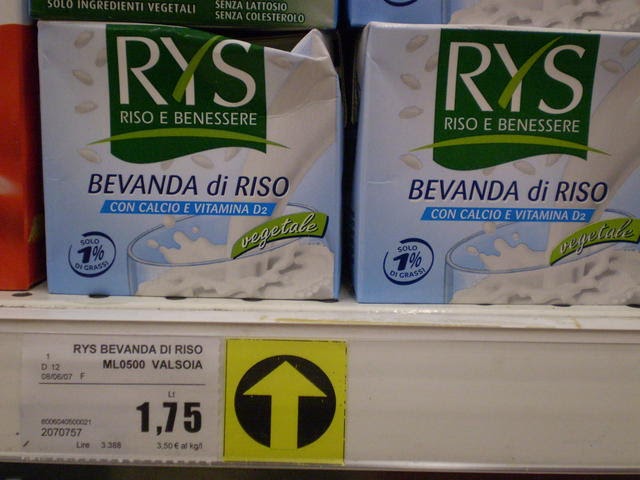 SOLO INGREDIENTI VEGETALI
SENZA LATTOSIO
SENZA COLESTEROLO
RYS
RISO E BENESSERE
BEVANDA di RISO
CON CALCIO E VITAMINA D2
vegetale
SOLO
1%
DI GRASSI
RYS
RISO E BENESSERE
BEVANDA di RISO
CON CALCIO E VITAMINA D2
vegetale
SOLO
1%
DI GRASSI
RYS BEVANDA DI RISO
1
D 12 ML0500 VALSOIA
08/06/07 F
Lt
1,75
8006040500021
2070757
Lire 3.388 3,50 € al kg/l